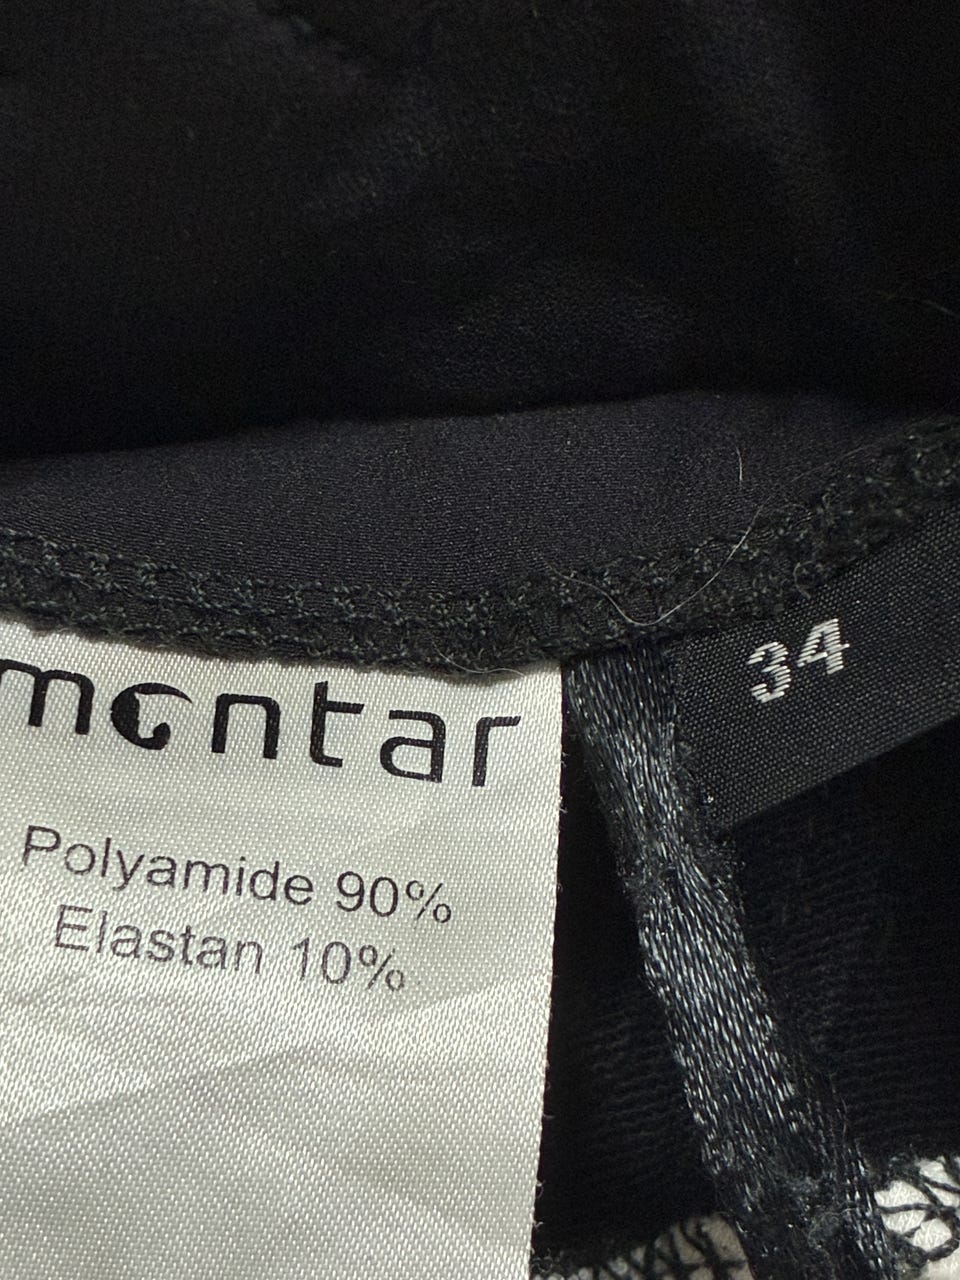 montar
34
Polyamide 90%
Elastan 10%